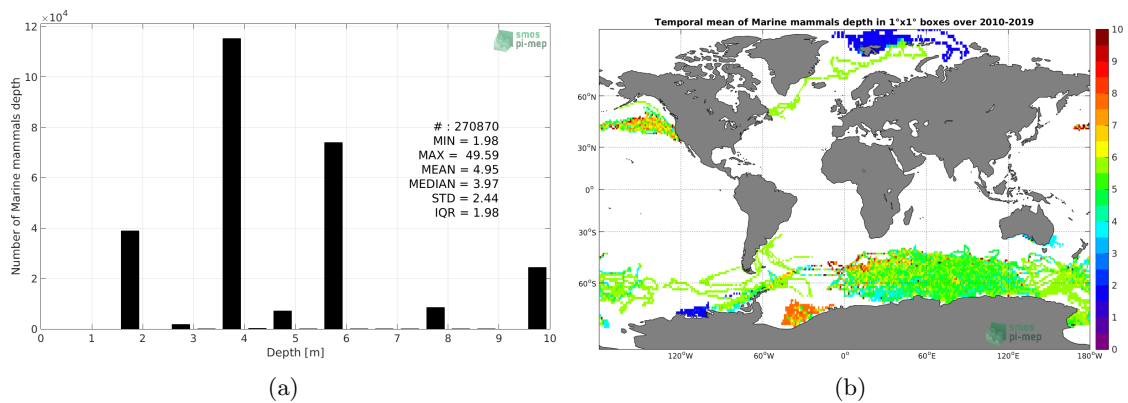 ×10⁴
12
10
8
6
4
2
0
Number of Marine mammals depth
smos
pi-mep
# : 270870
MIN = 1.98
MAX = 49.59
MEAN = 4.95
MEDIAN = 3.97
STD = 2.44
IQR = 1.98
0 1 2 3 4 5 6 7 8 9 10
Depth [m]
(a)
Temporal mean of Marine mammals depth in 1°x1° boxes over 2010-2019
60°N
30°N
0°
30°S
60°S
120°W 60°W 0° 60°E 120°E 180°W
smos
pi-mep
10
9
8
7
6
5
4
3
2
1
0
(b)